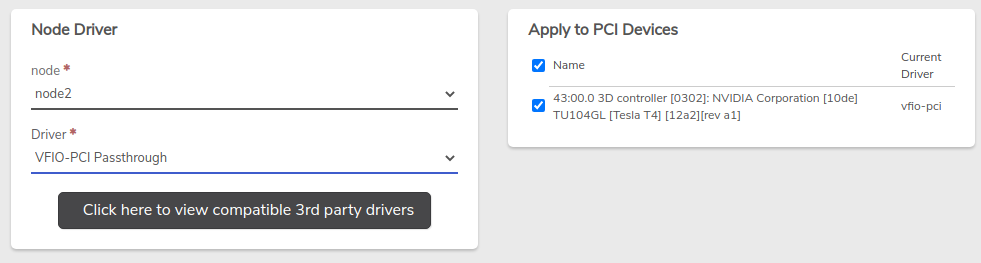 Node Driver
node *
node2
Driver *
VFIO-PCI Passthrough
Click here to view compatible 3rd party drivers
Apply to PCI Devices
Name
Current
Driver
43:00.0 3D controller [0302]: NVIDIA Corporation [10de]
TU104GL [Tesla T4] [12a2][rev a1]
vfio-pci